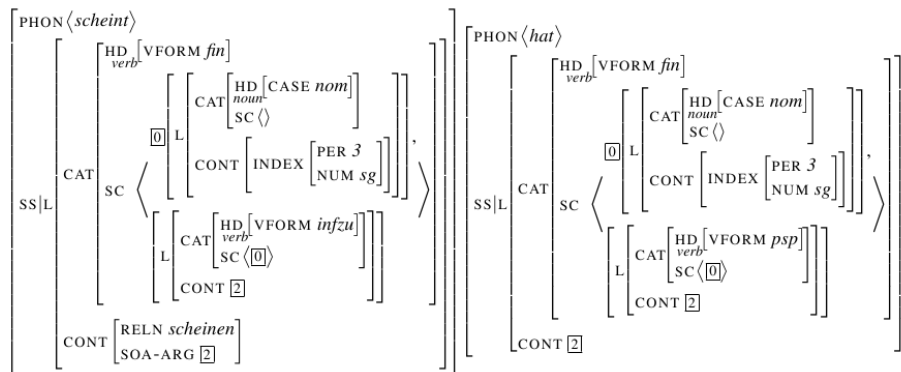 PHON ⟨scheint⟩
HD verb [VFORM fin]
0 L CAT HD noun [CASE nom]
SC ⟨⟩
CONT [INDEX [PER 3
NUM sg]] ,
SS|L CAT SC
L CAT HD verb [VFORM infzu]
SC ⟨0⟩
CONT 2
CONT RELN scheinen
SOA-ARG 2
PHON ⟨hat⟩
HD verb [VFORM fin]
0 L CAT HD noun [CASE nom]
SC ⟨⟩
CONT [INDEX [PER 3
NUM sg]] ,
SS|L CAT SC
L CAT HD verb [VFORM psp]
SC ⟨0⟩
CONT 2
CONT 2